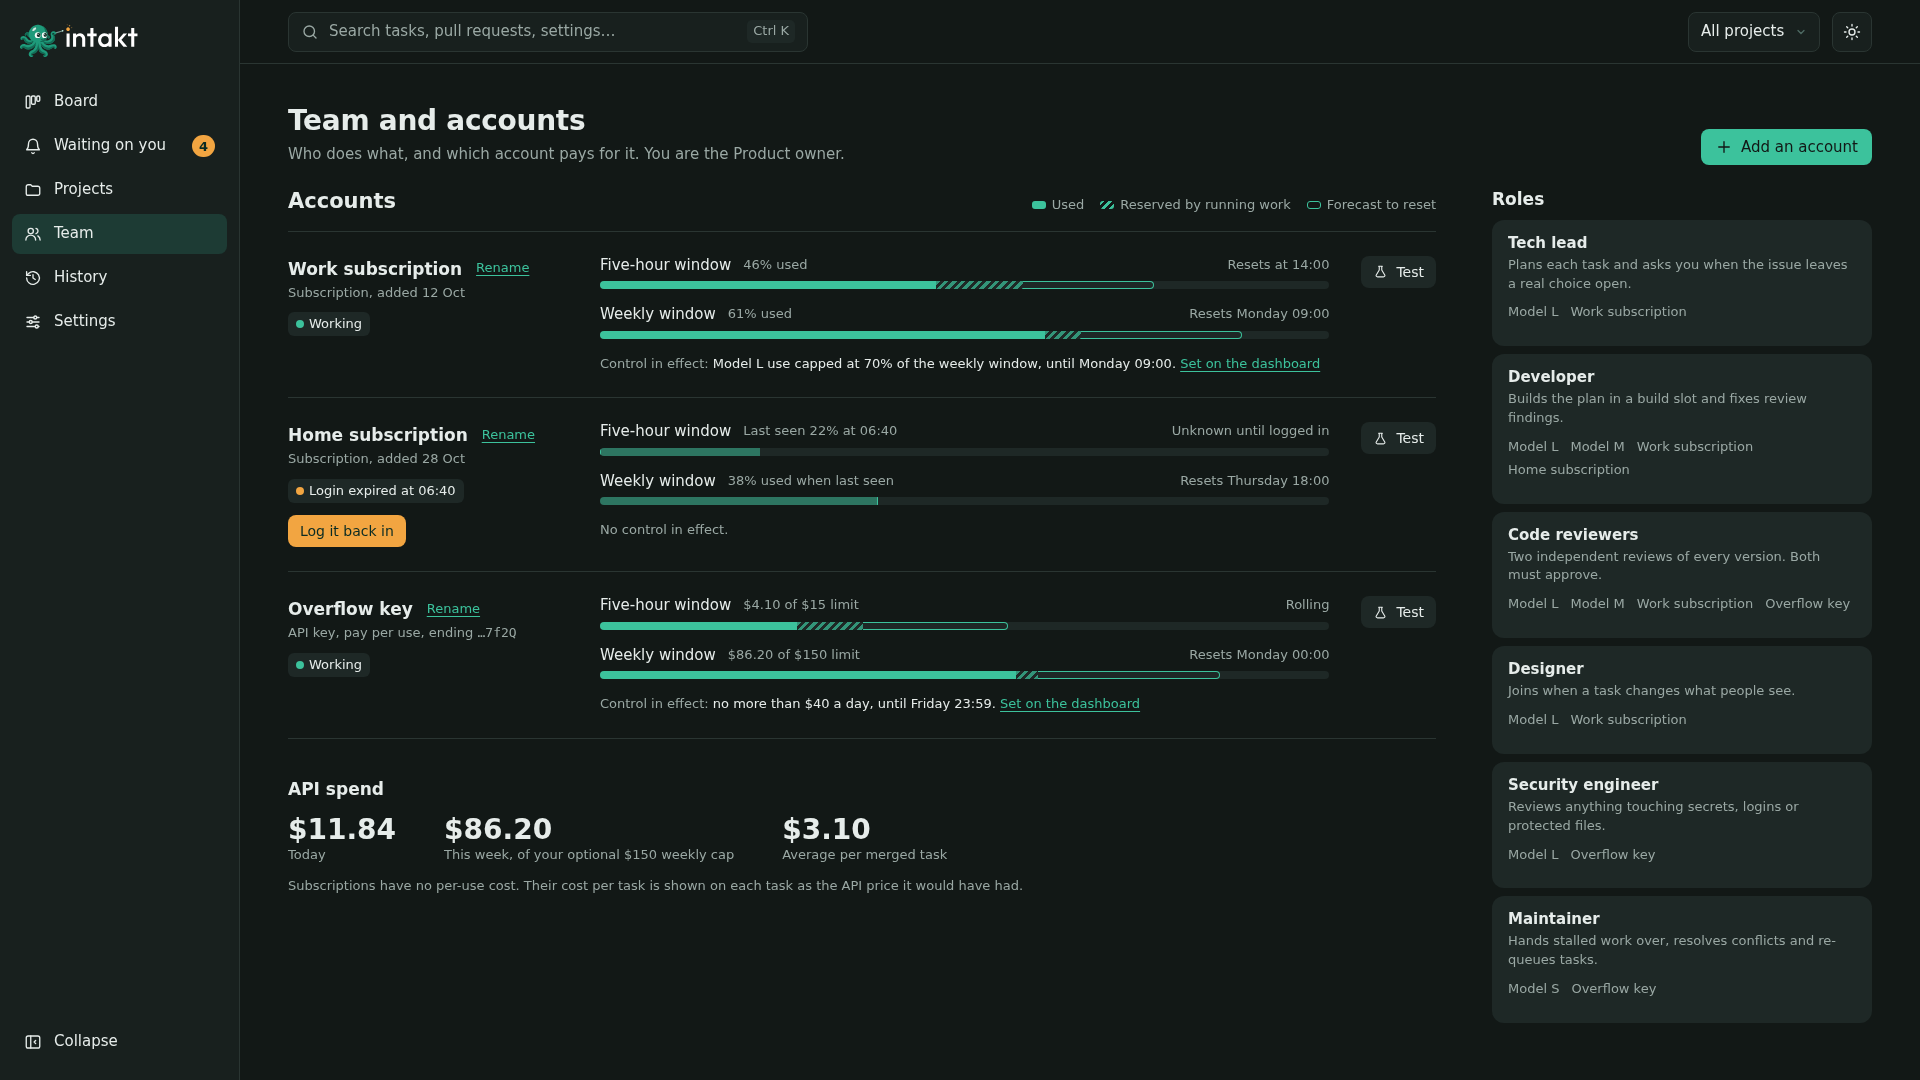 intakt
Search tasks, pull requests, settings...
Ctrl K
All projects
Board
Waiting on you
4
Projects
Team
History
Settings
Collapse
Team and accounts
Who does what, and which account pays for it. You are the Product owner.
Add an account
Accounts
Used
Reserved by running work
Forecast to reset
Work subscription
Rename
Subscription, added 12 Oct
Working
Five-hour window
46% used
Resets at 14:00
Weekly window
61% used
Resets Monday 09:00
Control in effect: Model L use capped at 70% of the weekly window, until Monday 09:00. Set on the dashboard
Test
Home subscription
Rename
Subscription, added 28 Oct
Login expired at 06:40
Log it back in
Five-hour window
Last seen 22% at 06:40
Unknown until logged in
Weekly window
38% used when last seen
Resets Thursday 18:00
No control in effect.
Test
Overflow key
Rename
API key, pay per use, ending …7f2Q
Working
Five-hour window
$4.10 of $15 limit
Rolling
Weekly window
$86.20 of $150 limit
Resets Monday 00:00
Control in effect: no more than $40 a day, until Friday 23:59. Set on the dashboard
Test
API spend
$11.84
Today
$86.20
This week, of your optional $150 weekly cap
$3.10
Average per merged task
Subscriptions have no per-use cost. Their cost per task is shown on each task as the API price it would have had.
Roles
Tech lead
Plans each task and asks you when the issue leaves
a real choice open.
Model L Work subscription
Developer
Builds the plan in a build slot and fixes review
findings.
Model L Model M Work subscription
Home subscription
Code reviewers
Two independent reviews of every version. Both
must approve.
Model L Model M Work subscription Overflow key
Designer
Joins when a task changes what people see.
Model L Work subscription
Security engineer
Reviews anything touching secrets, logins or
protected files.
Model L Overflow key
Maintainer
Hands stalled work over, resolves conflicts and re-
queues tasks.
Model S Overflow key